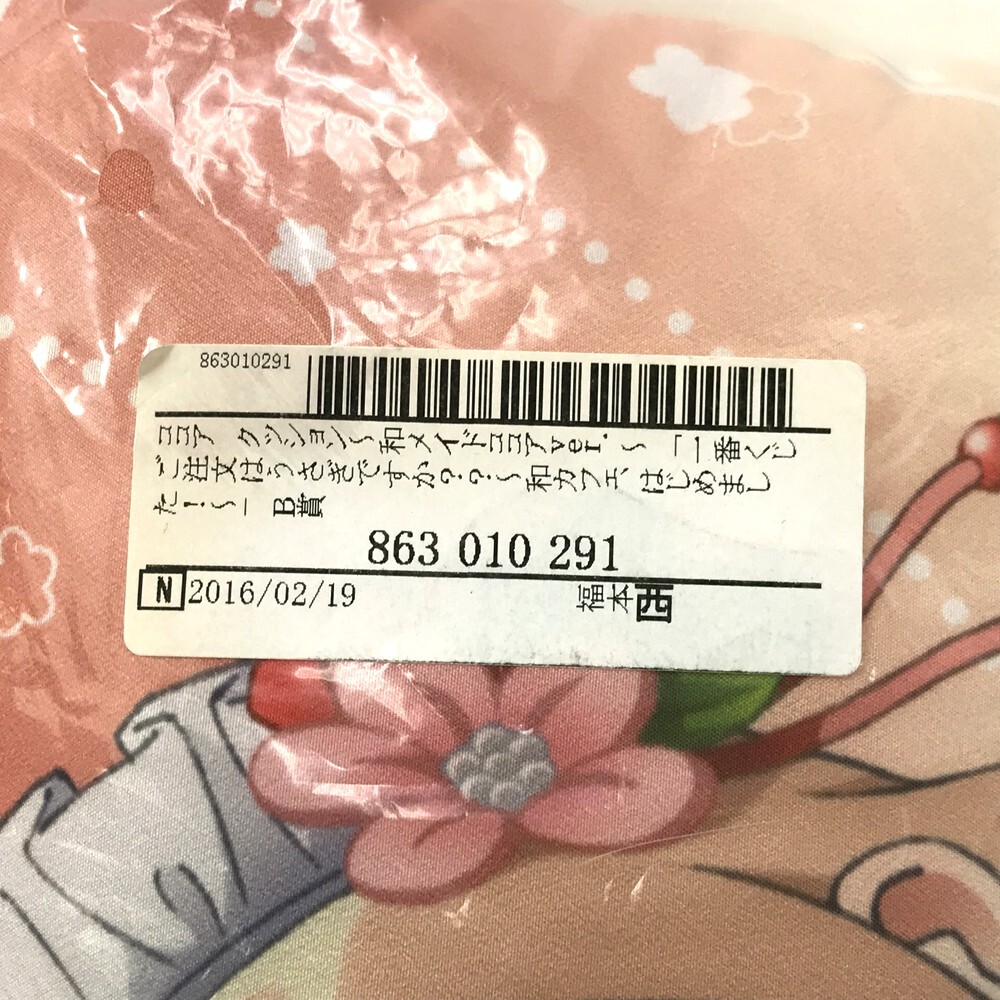 863010291
ココア クッション~和メイドココアver.~ 「一番くじ
ご注文はうさぎですか??~和カフェ、はじめまし
た!~」 B賞
863 010 291
N 2016/02/19 福本西